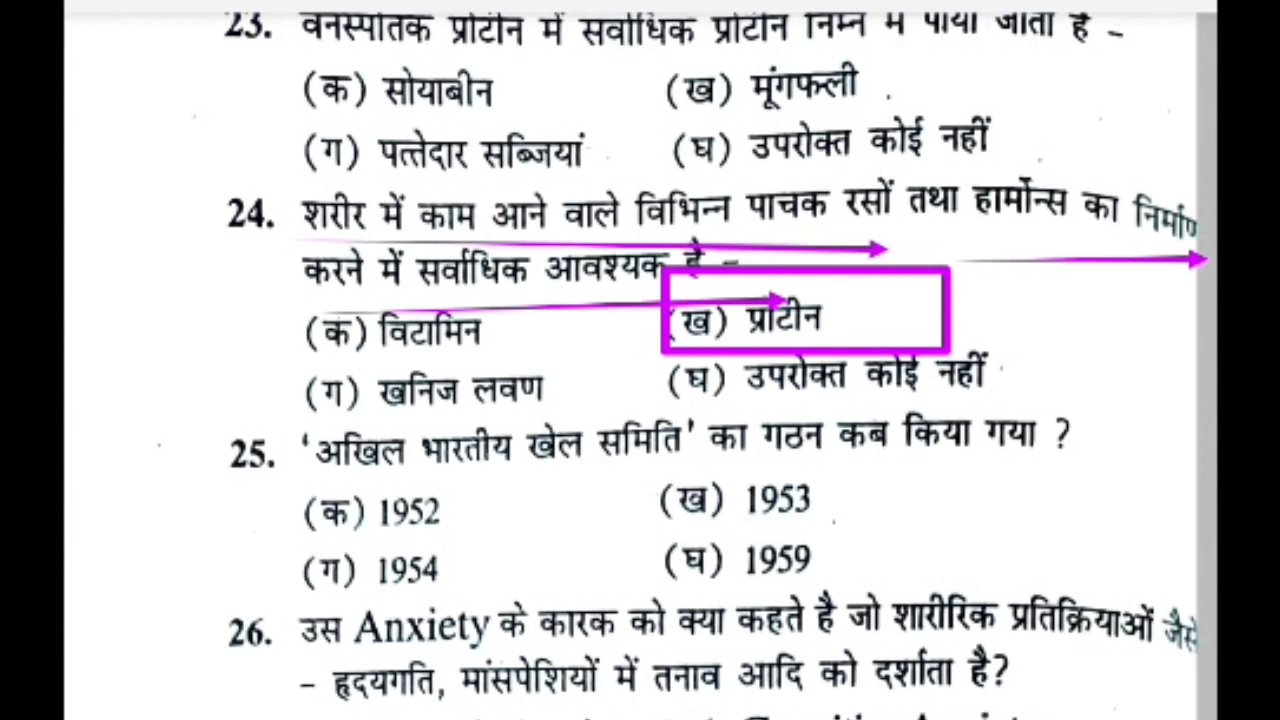 23. वनस्पतिक प्रोटीन में सर्वाधिक प्रोटीन निम्न में पाया जाता है -
(क) सोयाबीन (ख) मूंगफली
(ग) पत्तेदार सब्जियां (घ) उपरोक्त कोई नहीं
24. शरीर में काम आने वाले विभिन्न पाचक रसों तथा हार्मोन्स का निर्माण
करने में सर्वाधिक आवश्यक है -
(क) विटामिन (ख) प्रोटीन
(ग) खनिज लवण (घ) उपरोक्त कोई नहीं
25. 'अखिल भारतीय खेल समिति' का गठन कब किया गया ?
(क) 1952 (ख) 1953
(ग) 1954 (घ) 1959
26. उस Anxiety के कारक को क्या कहते है जो शारीरिक प्रतिक्रियाओं जैसे
- हृदयगति, मांसपेशियों में तनाव आदि को दर्शाता है?